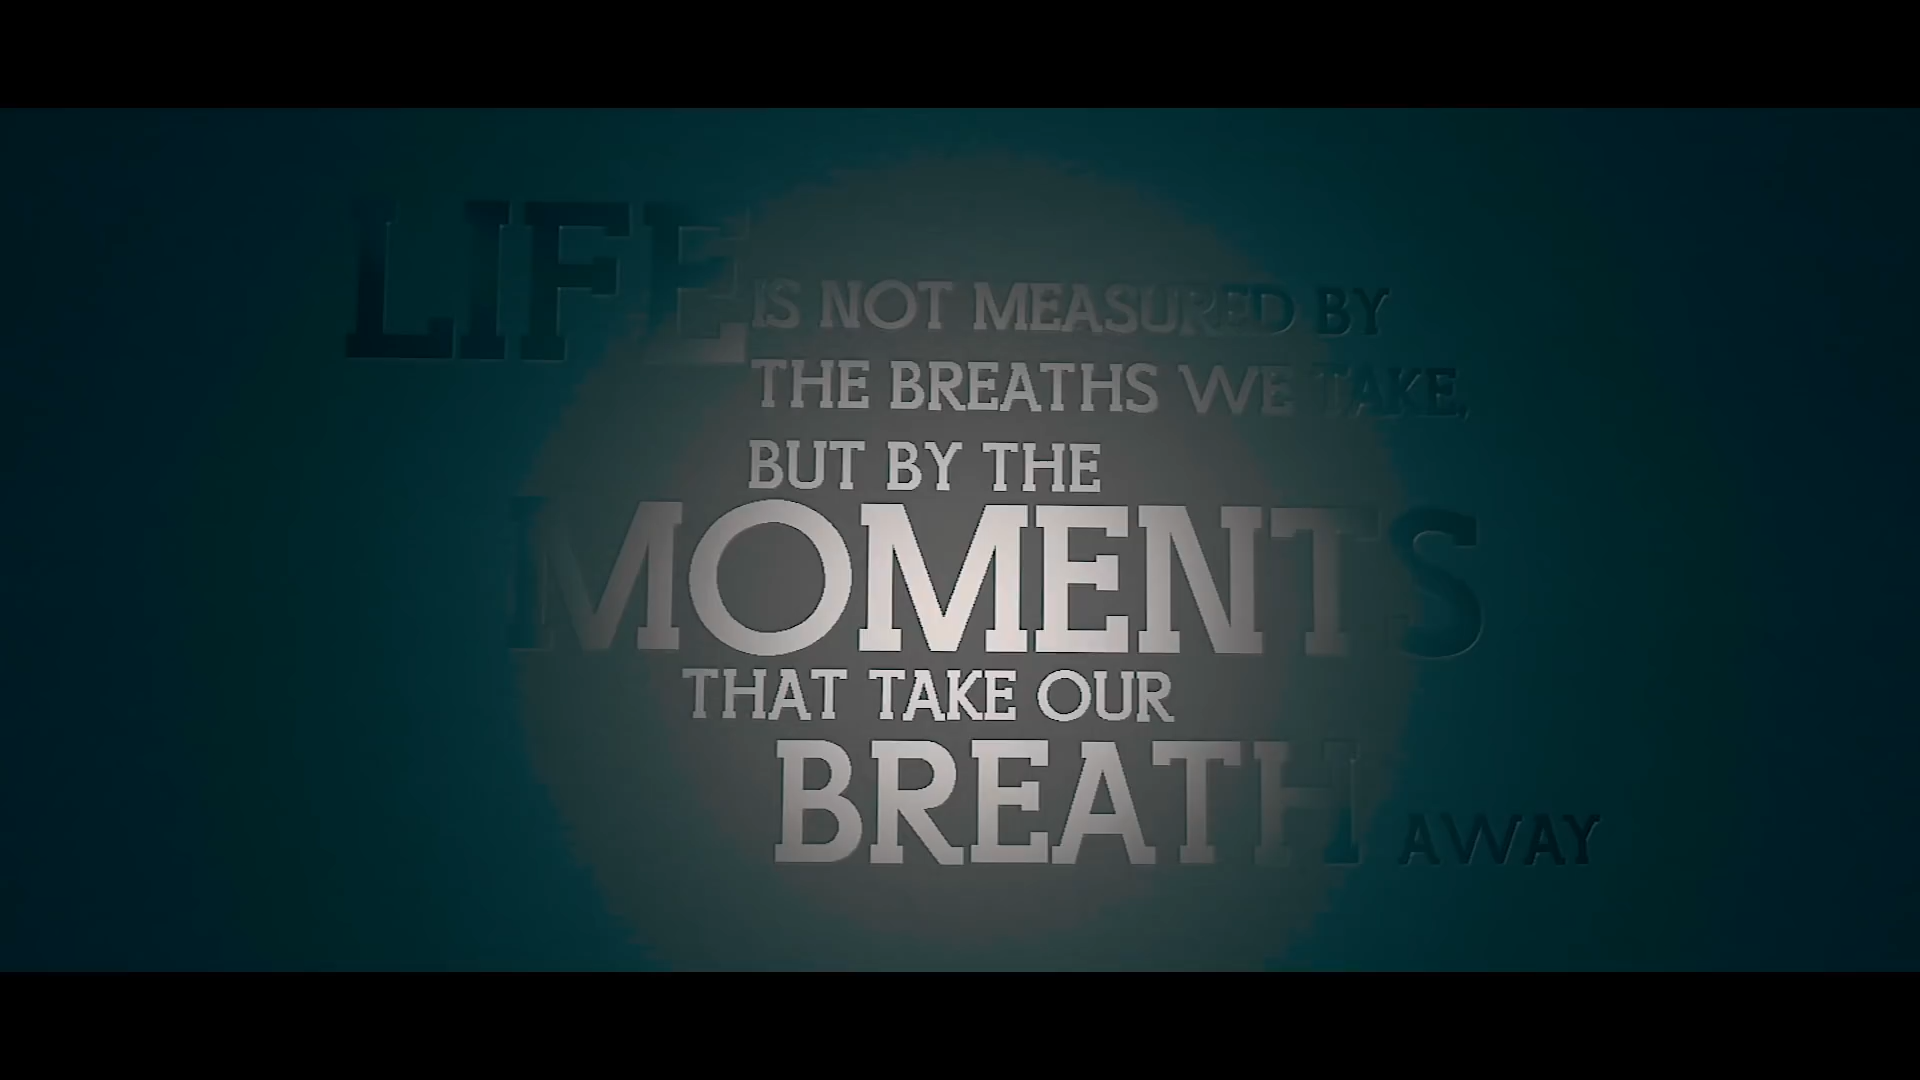 LIFE
IS NOT MEASURED BY
THE BREATHS WE TAKE,
BUT BY THE
MOMENTS
THAT TAKE OUR
BREATH
AWAY